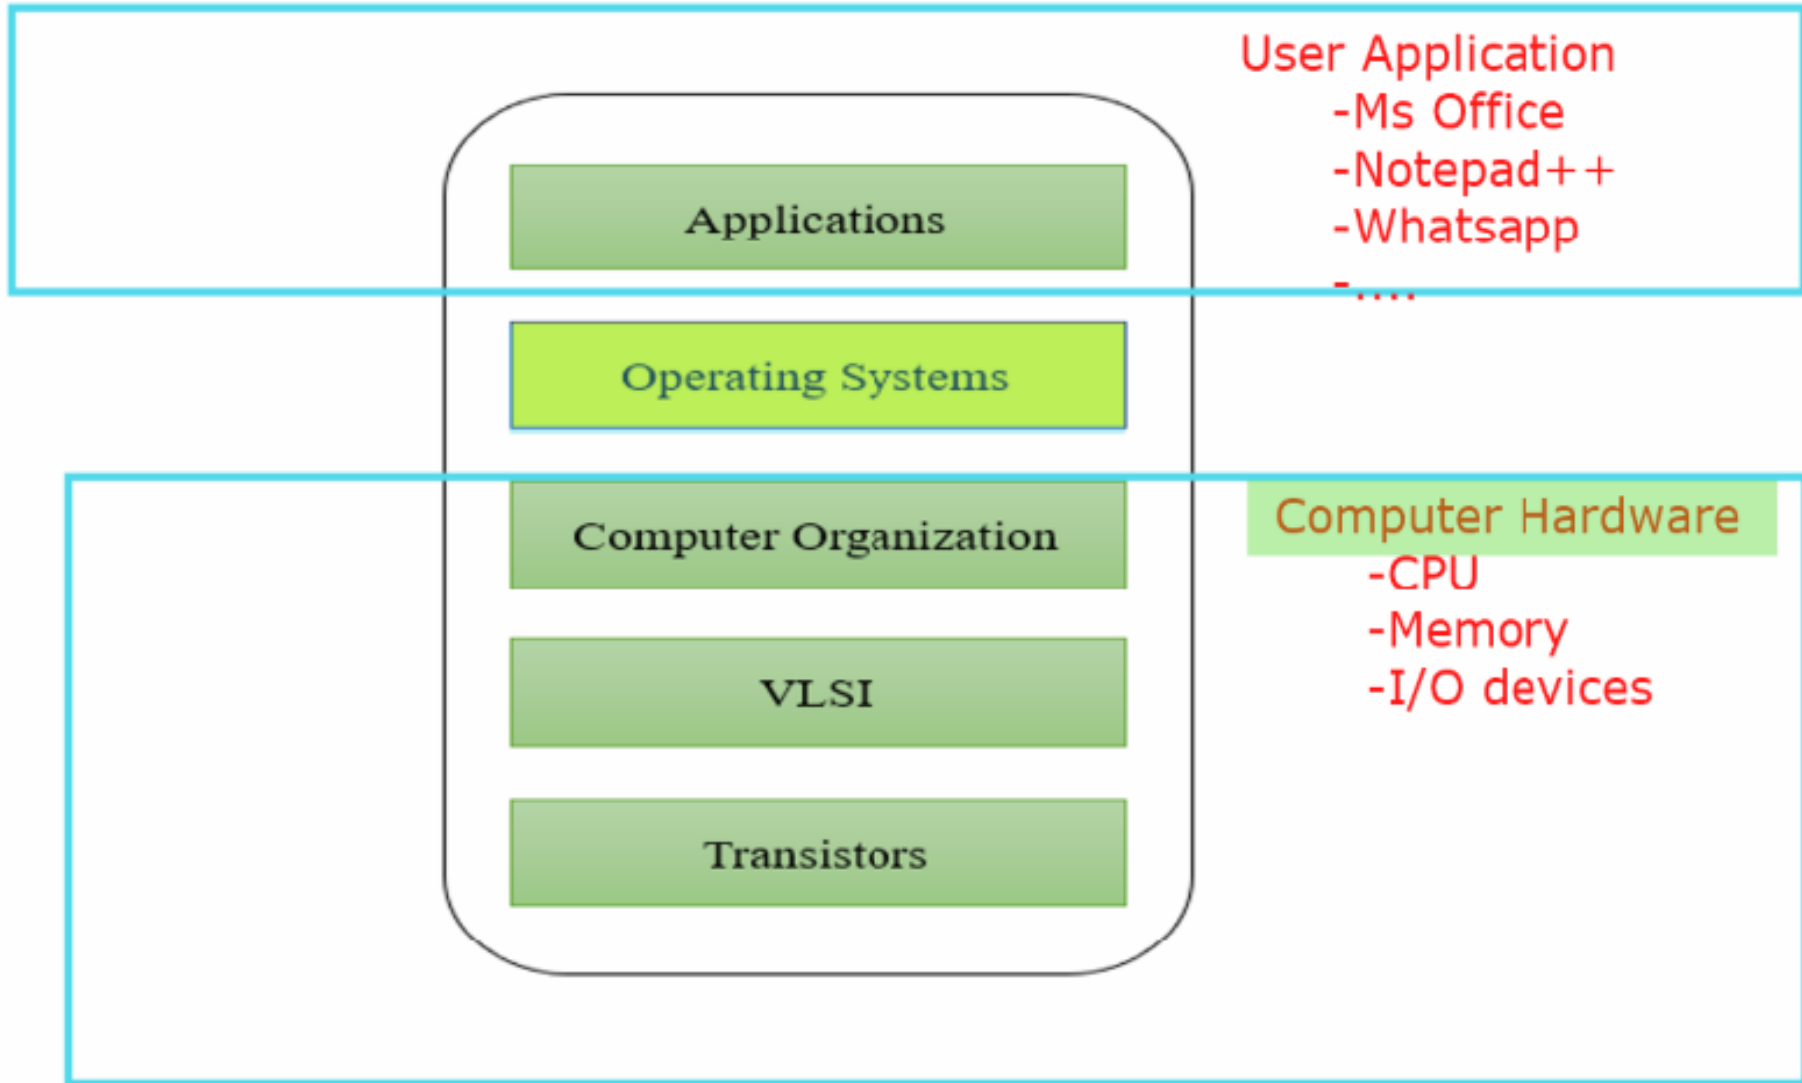 User Application
-Ms Office
-Notepad++
-Whatsapp
-....
Applications
Operating Systems
Computer Organization
VLSI
Transistors
Computer Hardware
-CPU
-Memory
-I/O devices